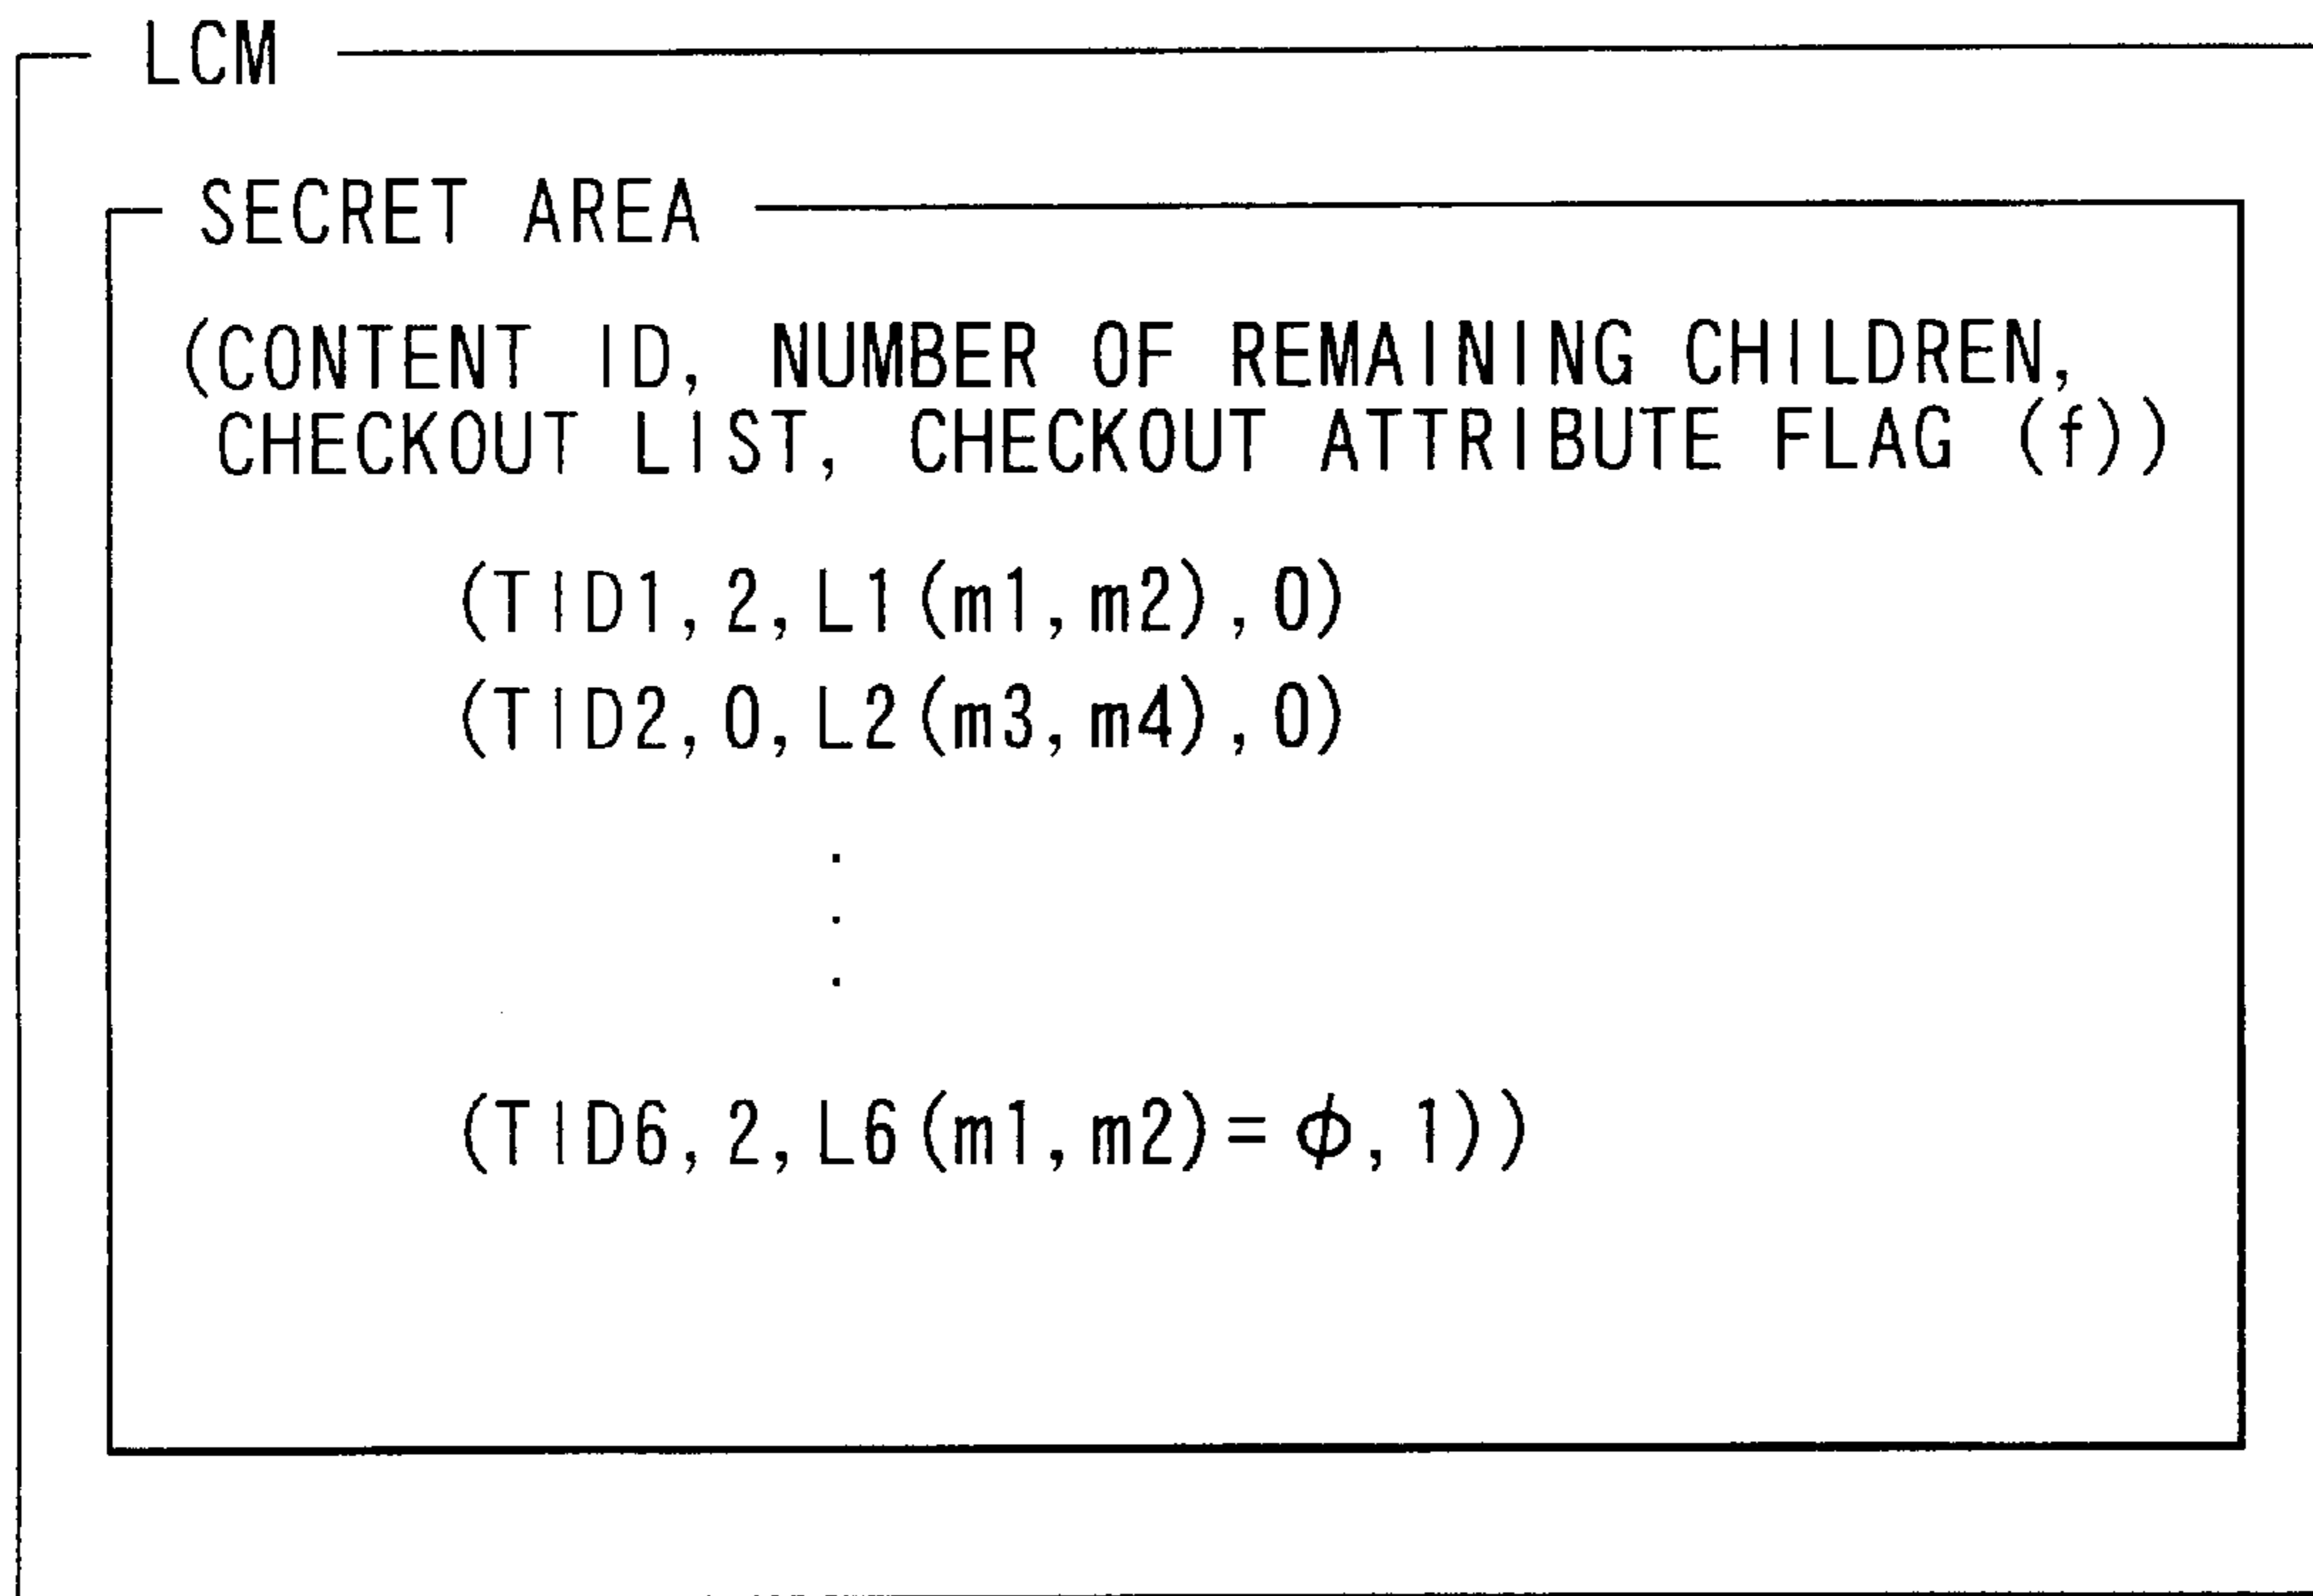 LCM
SECRET AREA
(CONTENT ID, NUMBER OF REMAINING CHILDREN,
CHECKOUT LIST, CHECKOUT ATTRIBUTE FLAG (f))
(TID1,2,L1(m1,m2),0)
(TID2,0,L2(m3,m4),0)
.
.
.
(TID6,2,L6(m1,m2)=ϕ,1))